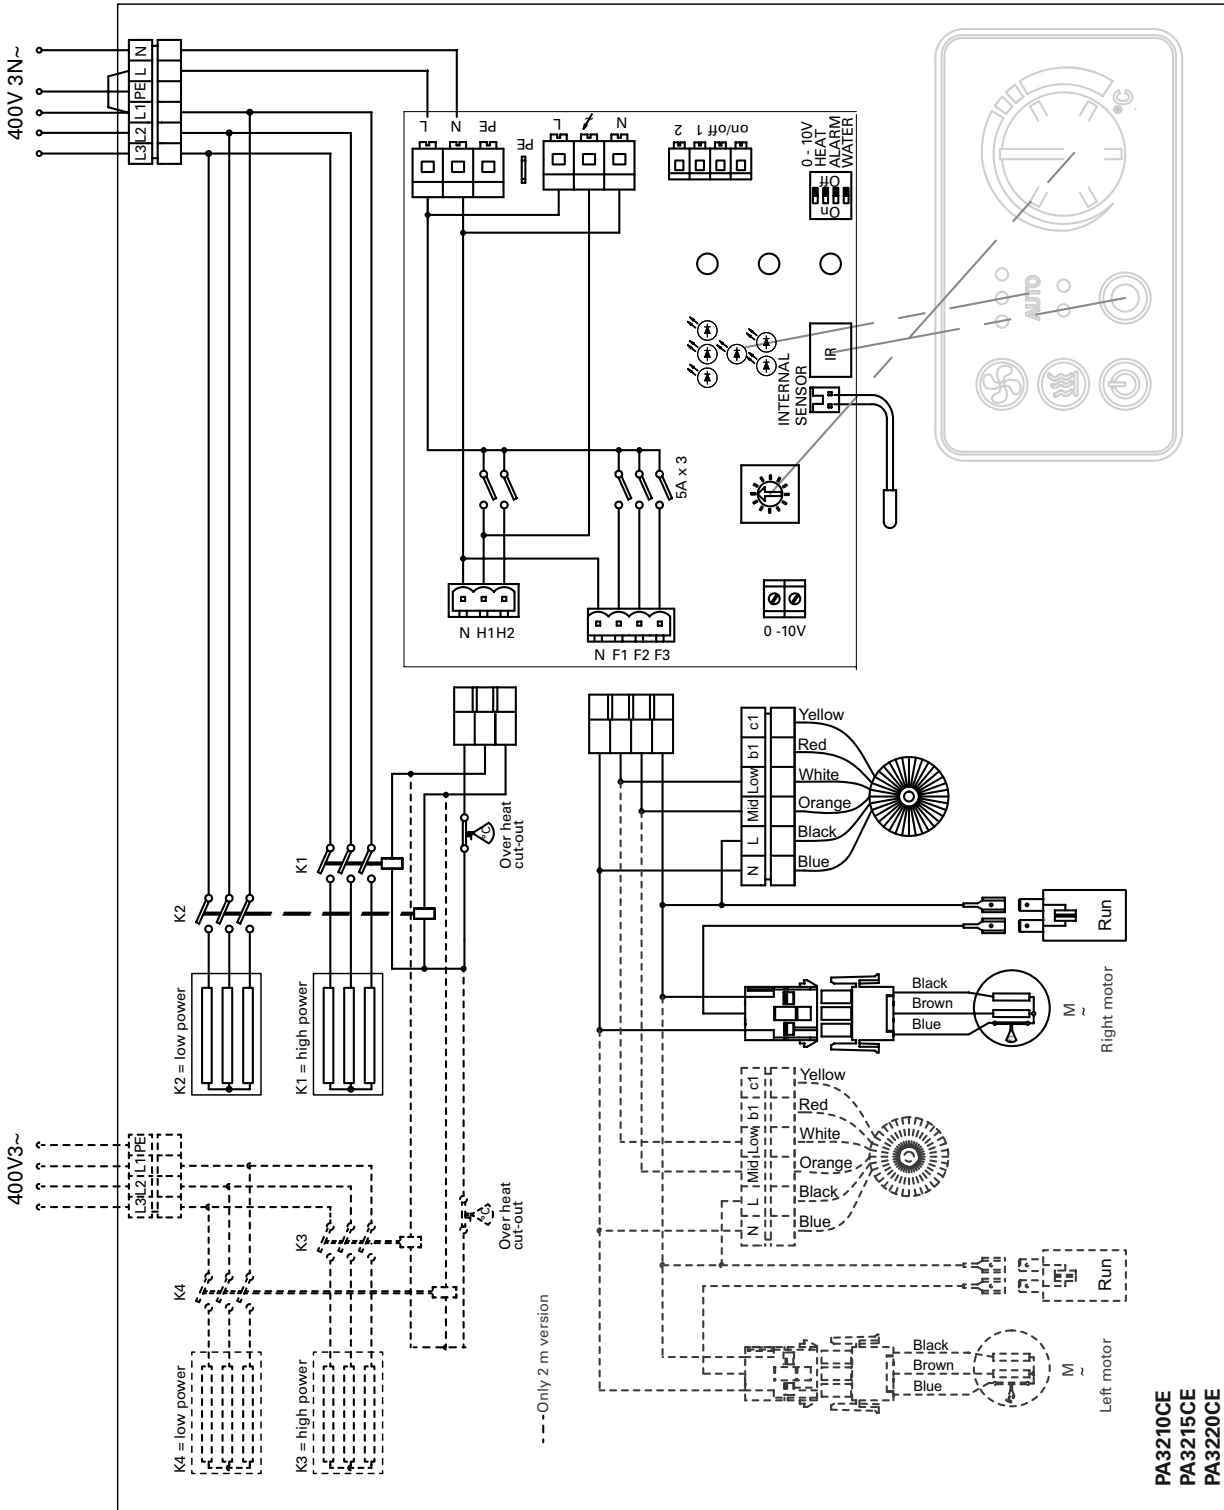 400V 3N~
N
L
PE
L1
L2
L3
L
N
PE
PE
L
N
2
1
on/off
0 - 10V
HEAT
ALARM
WATER
Off
On
°C
AUTO
IR
INTERNAL
SENSOR
5A x 3
N H1 H2
N F1 F2 F3
0 -10V
K1
K2
Over heat
cut-out
°C
K2 = low power
K1 = high power
c1
b1
Low
Mid
L
N
Yellow
Red
White
Orange
Black
Blue
Run
Black
Brown
Blue
M
~
Right motor
400V3~
PE
L1
L2
L3
K3
K4
Over heat
cut-out
°C
K4 = low power
K3 = high power
---- Only 2 m version
c1
b1
Low
Mid
L
N
Yellow
Red
White
Orange
Black
Blue
Run
Black
Brown
Blue
M
~
Left motor
PA3210CE
PA3215CE
PA3220CE